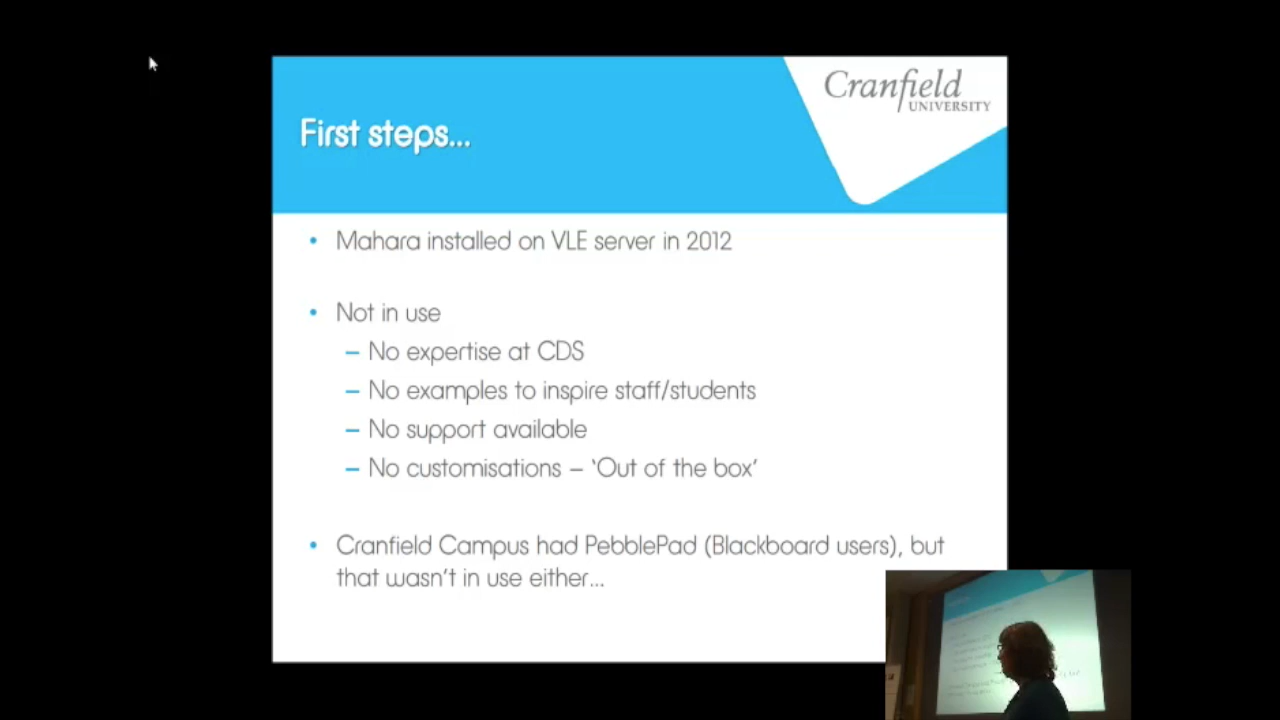 Cranfield
UNIVERSITY
First steps...
• Mahara installed on VLE server in 2012
• Not in use
– No expertise at CDS
– No examples to inspire staff/students
– No support available
– No customisations – ‘Out of the box’
• Cranfield Campus had PebblePad (Blackboard users), but
that wasn’t in use either...